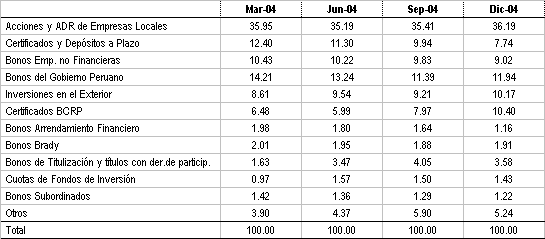 Mar-04 Jun-04 Sep-04 Dic-04
Acciones y ADR de Empresas Locales 35.95 35.19 35.41 36.19
Certificados y Depósitos a Plazo 12.40 11.30 9.94 7.74
Bonos Emp. no Financieras 10.43 10.22 9.83 9.02
Bonos del Gobierno Peruano 14.21 13.24 11.39 11.94
Inversiones en el Exterior 8.61 9.54 9.21 10.17
Certificados BCRP 6.48 5.99 7.97 10.40
Bonos Arrendamiento Financiero 1.98 1.80 1.64 1.16
Bonos Brady 2.01 1.95 1.88 1.91
Bonos de Titulización y títulos con der.de particip. 1.63 3.47 4.05 3.58
Cuotas de Fondos de Inversión 0.97 1.57 1.50 1.43
Bonos Subordinados 1.42 1.36 1.29 1.22
Otros 3.90 4.37 5.90 5.24
Total 100.00 100.00 100.00 100.00